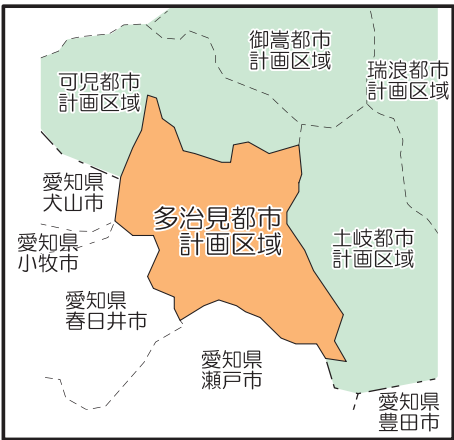 御嵩都市
計画区域
瑞浪都市
計画区域
可児都市
計画区域
愛知県
犬山市
多治見都市
計画区域
愛知県
小牧市
土岐都市
計画区域
愛知県
春日井市
愛知県
瀬戸市
愛知県
豊田市